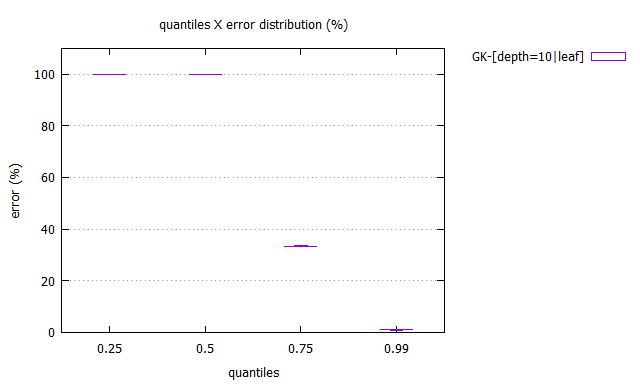 quantiles X error distribution (%)
GK-[depth=10|leaf]
100
80
60
40
20
0
error (%)
0.25 0.5 0.75 0.99
quantiles